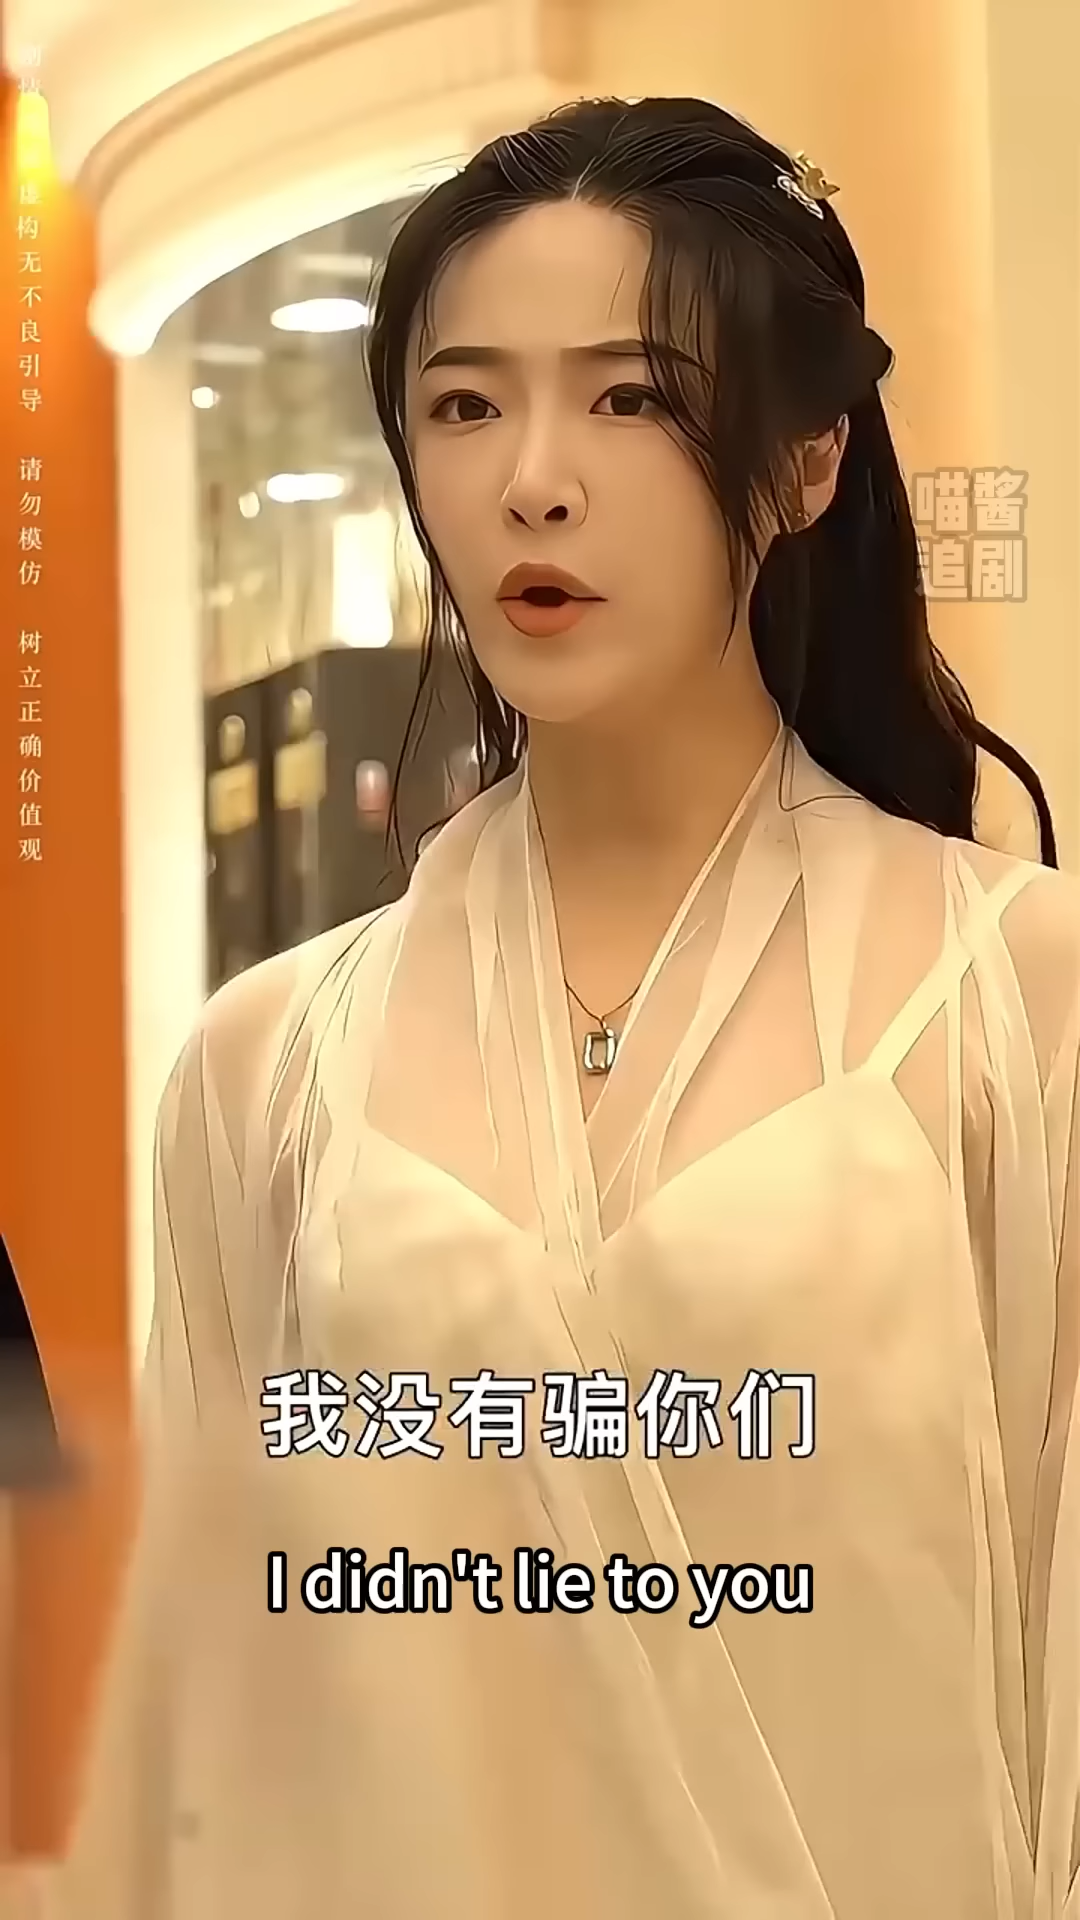 虚构无不良引导 请勿模仿 树立正确价值观
喵酱
追剧
我没有骗你们
I didn't lie to you